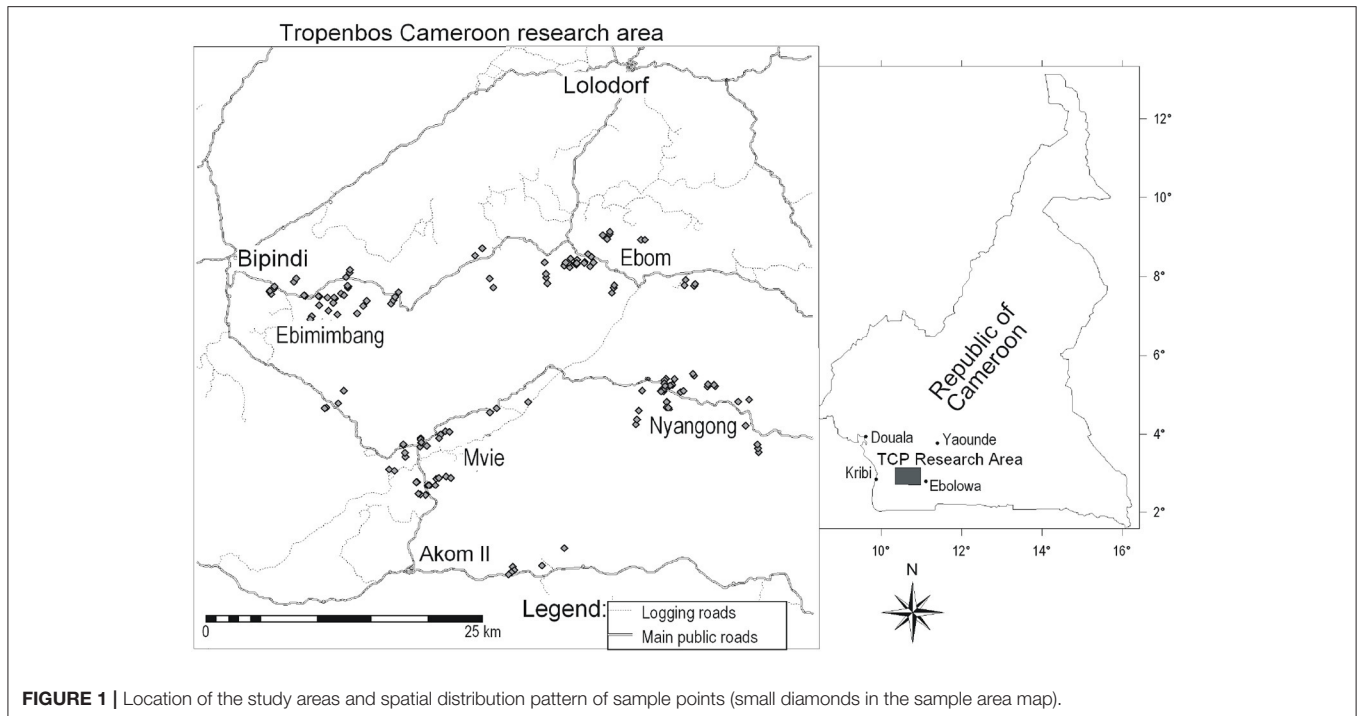 Tropenbos Cameroon research area
Lolodorf
Bipindi
Ebom
Ebimimbang
Nyangong
Mvie
Akom II
0
25 km
Legend:
Logging roads
Main public roads
12°
10°
8°
6°
4°
2°
Republic of
Cameroon
Douala
Yaounde
TCP Research Area
Kribi
Ebolowa
10°
12°
14°
16°
N
FIGURE 1 | Location of the study areas and spatial distribution pattern of sample points (small diamonds in the sample area map).